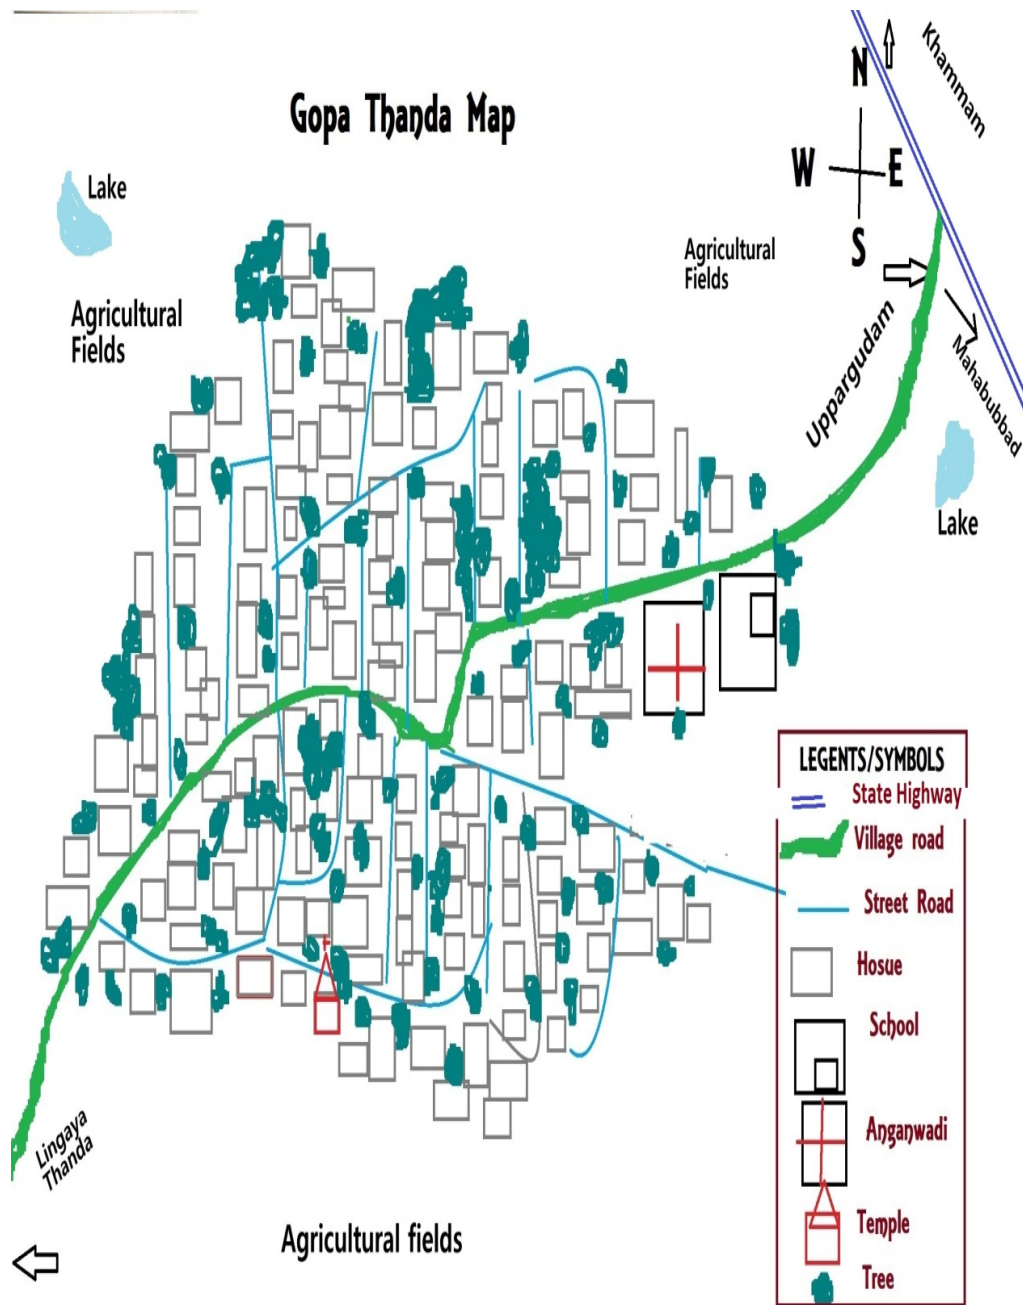 Gopa Thanda Map
N
Khammam
W
E
S
Lake
Agricultural
Fields
Agricultural
Fields
Uppargudam
Mahabubbad
Lake
LEGENTS/SYMBOLS
State Highway
Village road
Street Road
Hosue
School
Anganwadi
Temple
Tree
Lingaya
Thanda
Agricultural fields